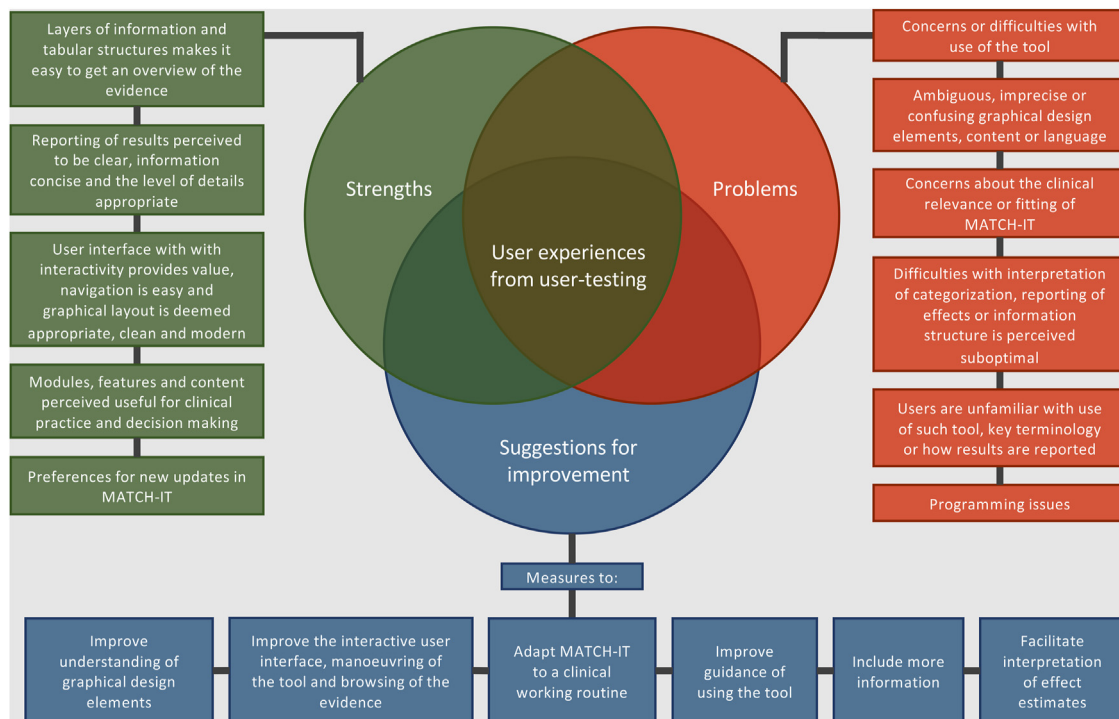 Layers of information and
tabular structures makes it
easy to get an overview of the
evidence
Reporting of results perceived
to be clear, information
concise and the level of details
appropriate
User interface with with
interactivity provides value,
navigation is easy and
graphical layout is deemed
appropriate, clean and modern
Modules, features and content
perceived useful for clinical
practice and decision making
Preferences for new updates in
MATCH-IT
Strengths
Problems
User experiences
from user-testing
Suggestions for
improvement
Concerns or difficulties with
use of the tool
Ambiguous, imprecise or
confusing graphical design
elements, content or language
Concerns about the clinical
relevance or fitting of
MATCH-IT
Difficulties with interpretation
of categorization, reporting of
effects or information
structure is perceived
suboptimal
Users are unfamiliar with use
of such tool, key terminology
or how results are reported
Programming issues
Measures to:
Improve
understanding of
graphical design
elements
Improve the interactive user
interface, manoeuvring of
the tool and browsing of the
evidence
Adapt MATCH-IT
to a clinical
working routine
Improve
guidance of
using the tool
Include more
information
Facilitate
interpretation
of effect
estimates